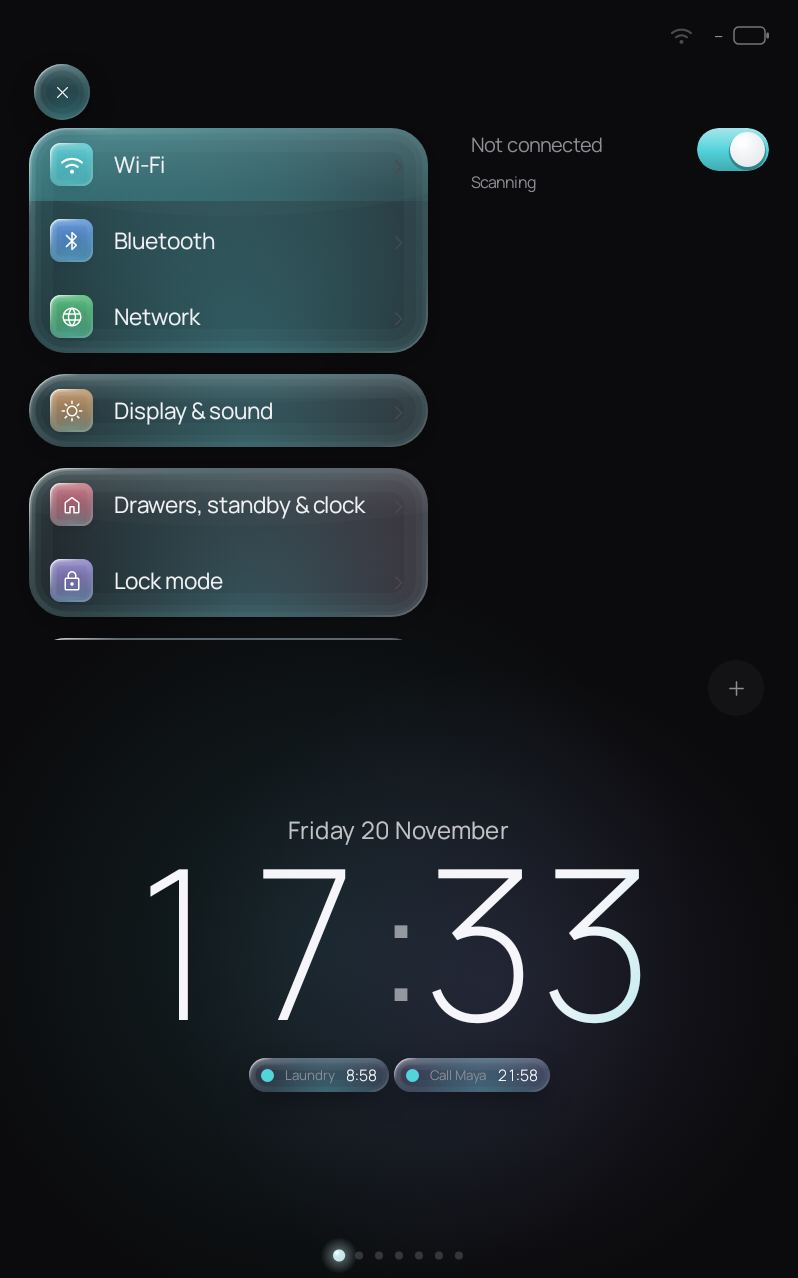 –
Wi-Fi
Not connected
Scanning
Bluetooth
Network
Display & sound
Drawers, standby & clock
Lock mode
Friday 20 November
17:33
Laundry 8:58
Call Maya 21:58